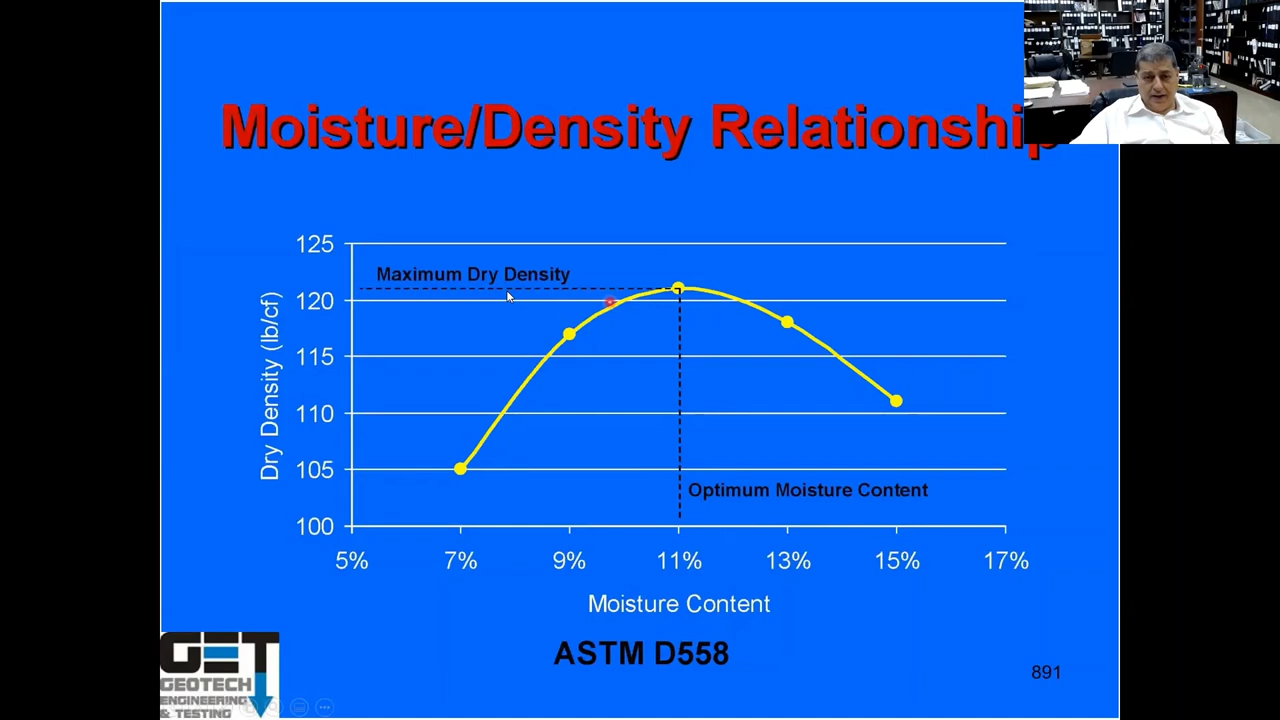 Moisture/Density Relationship
125
Maximum Dry Density
120
115
110
105
100
Dry Density (lb/cf)
Optimum Moisture Content
5% 7% 9% 11% 13% 15% 17%
Moisture Content
ASTM D558
891
GET
GEOTECH
ENGINEERING
& TESTING